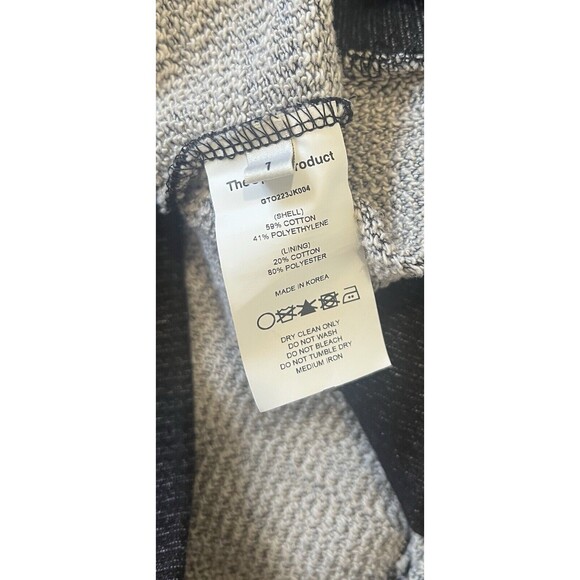 7
The roduct
GTO223JK004
(SHELL)
59% COTTON
41% POLYETHYLENE
(LINING)
20% COTTON
80% POLYESTER
MADE IN KOREA
DRY CLEAN ONLY
DO NOT WASH
DO NOT BLEACH
DO NOT TUMBLE DRY
MEDIUM IRON